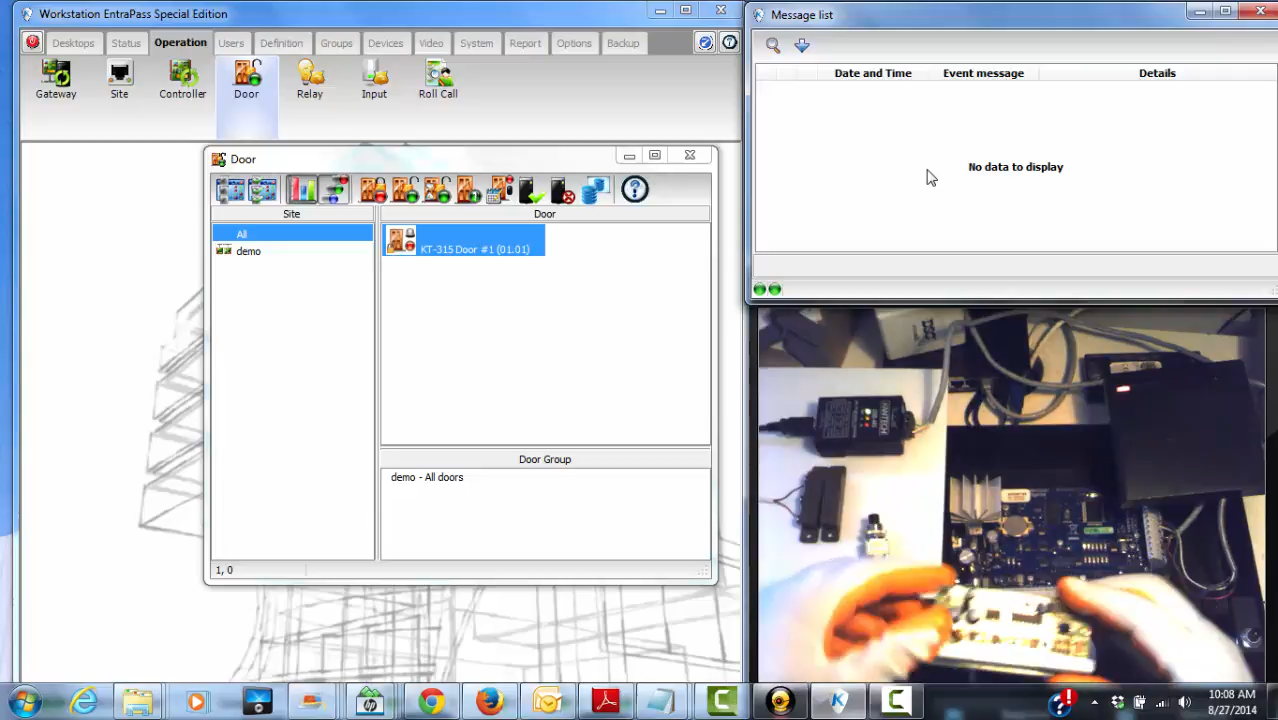 Workstation EntraPass Special Edition
Desktops Status Operation Users Definition Groups Devices Video System Report Options Backup
Gateway Site Controller Door Relay Input Roll Call
Door
Site
All
demo
Door
KT-315 Door #1 (01.01)
Door Group
demo - All doors
1, 0
Message list
Date and Time Event message Details
No data to display
10:08 AM
8/27/2014